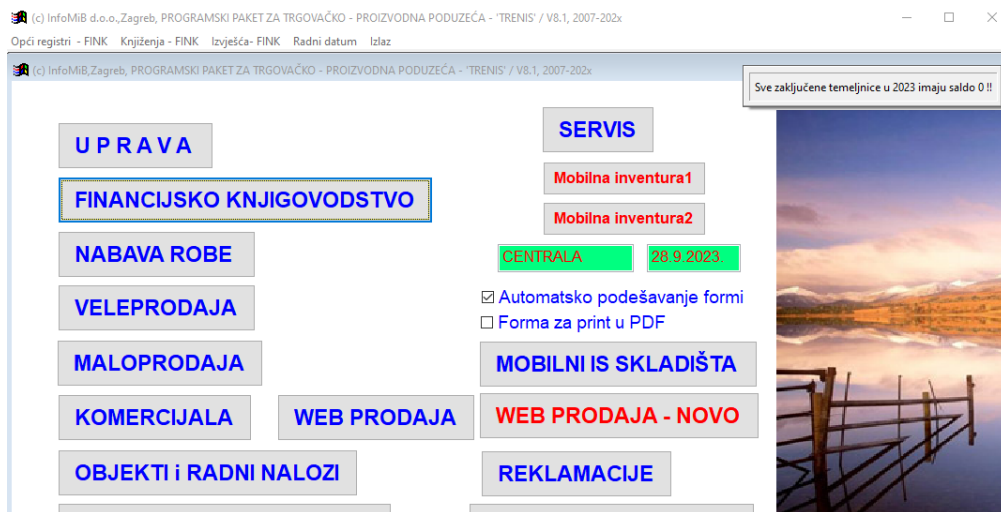 (c) InfoMiB d.o.o.,Zagreb, PROGRAMSKI PAKET ZA TRGOVAČKO - PROIZVODNA PODUZEĆA - 'TRENIS' / V8.1, 2007-202x
Opći registri - FINK Knjiženja - FINK Izvješća- FINK Radni datum Izlaz
(c) InfoMiB,Zagreb, PROGRAMSKI PAKET ZA TRGOVAČKO - PROIZVODNA PODUZEĆA - 'TRENIS' / V8.1, 2007-202x
Sve zaključene temeljnice u 2023 imaju saldo 0 !!
U P R A V A
FINANCIJSKO KNJIGOVODSTVO
NABAVA ROBE
VELEPRODAJA
MALOPRODAJA
KOMERCIJALA
WEB PRODAJA
OBJEKTI i RADNI NALOZI
SERVIS
Mobilna inventura1
Mobilna inventura2
CENTRALA 28.9.2023.
Automatsko podešavanje formi
Forma za print u PDF
MOBILNI IS SKLADIŠTA
WEB PRODAJA - NOVO
REKLAMACIJE